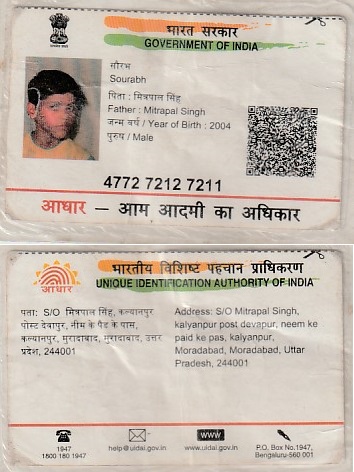 भारत सरकार
GOVERNMENT OF INDIA
सौरभ
Sourabh
पिता : मित्रपाल सिंह
Father : Mitrapal Singh
जन्म वर्ष / Year of Birth : 2004
पुरुष / Male
4772 7212 7211
आधार – आम आदमी का अधिकार
भारतीय विशिष्ट पहचान प्राधिकरण
UNIQUE IDENTIFICATION AUTHORITY OF INDIA
आधार
पता: S/O मित्रपाल सिंह, कल्यानपुर
पोस्ट देवापुर, नीम के पैड के पास,
कल्यानपुर, मुरादाबाद, मुरादाबाद, उत्तर
प्रदेश, 244001
Address: S/O Mitrapal Singh,
kalyanpur post devapur, neem ke
paid ke pas, kalyanpur,
Moradabad, Moradabad, Uttar
Pradesh, 244001
1947
1800 180 1947
help@uidai.gov.in
WWW
www.uidai.gov.in
P.O. Box No.1947,
Bengaluru-560 001